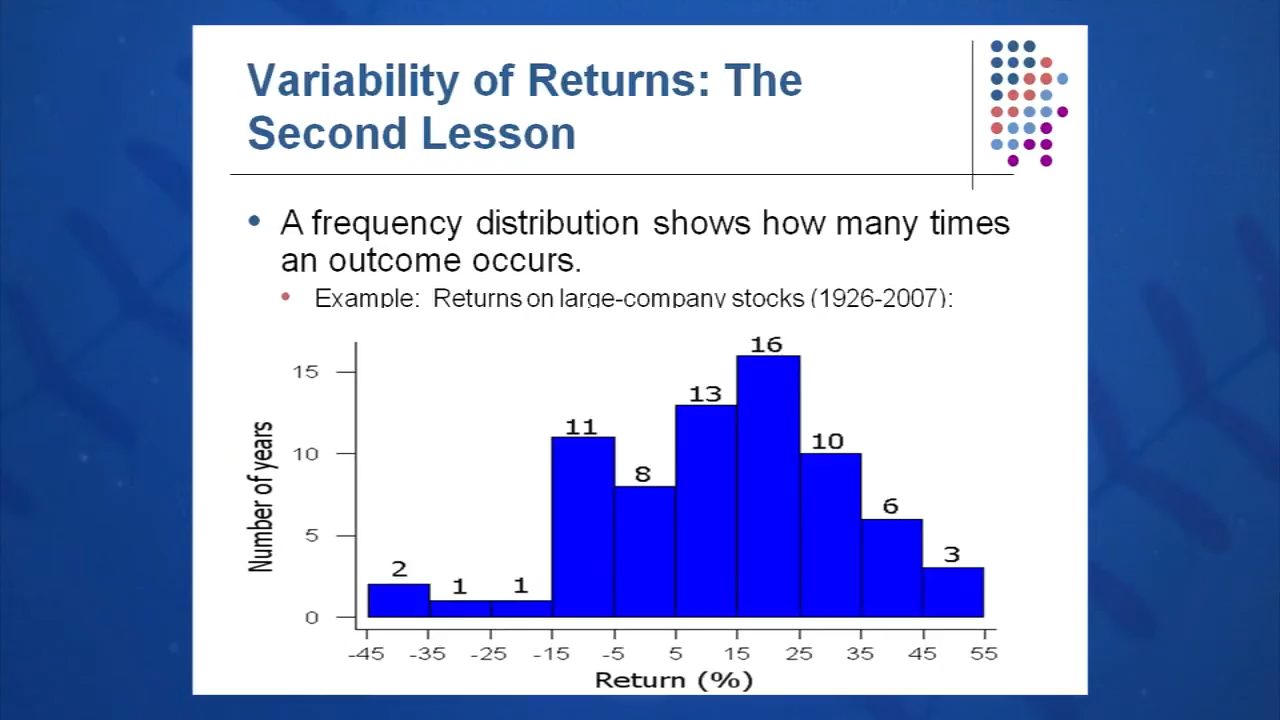 Variability of Returns: The
Second Lesson
• A frequency distribution shows how many times
an outcome occurs.
• Example: Returns on large-company stocks (1926-2007):
16
15
13
11
10
10
8
6
5
3
2
1
1
0
Number of years
-45 -35 -25 -15 -5 5 15 25 35 45 55
Return (%)